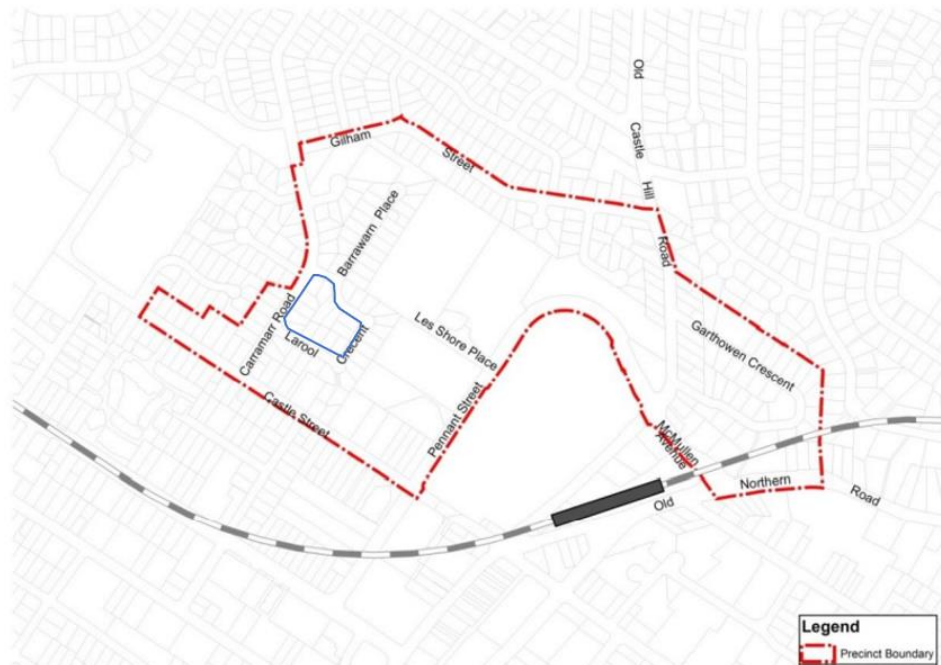 Old
Castle
Hill
Road
Gilham
Street
Barrawarn Place
Carramarr Road
Larool
Crecent
Les Shore Place
Garthowen Crescent
Castle Street
Pennant Street
McMullen
Avenue
Old
Northern
Road
Legend
Precinct Boundary